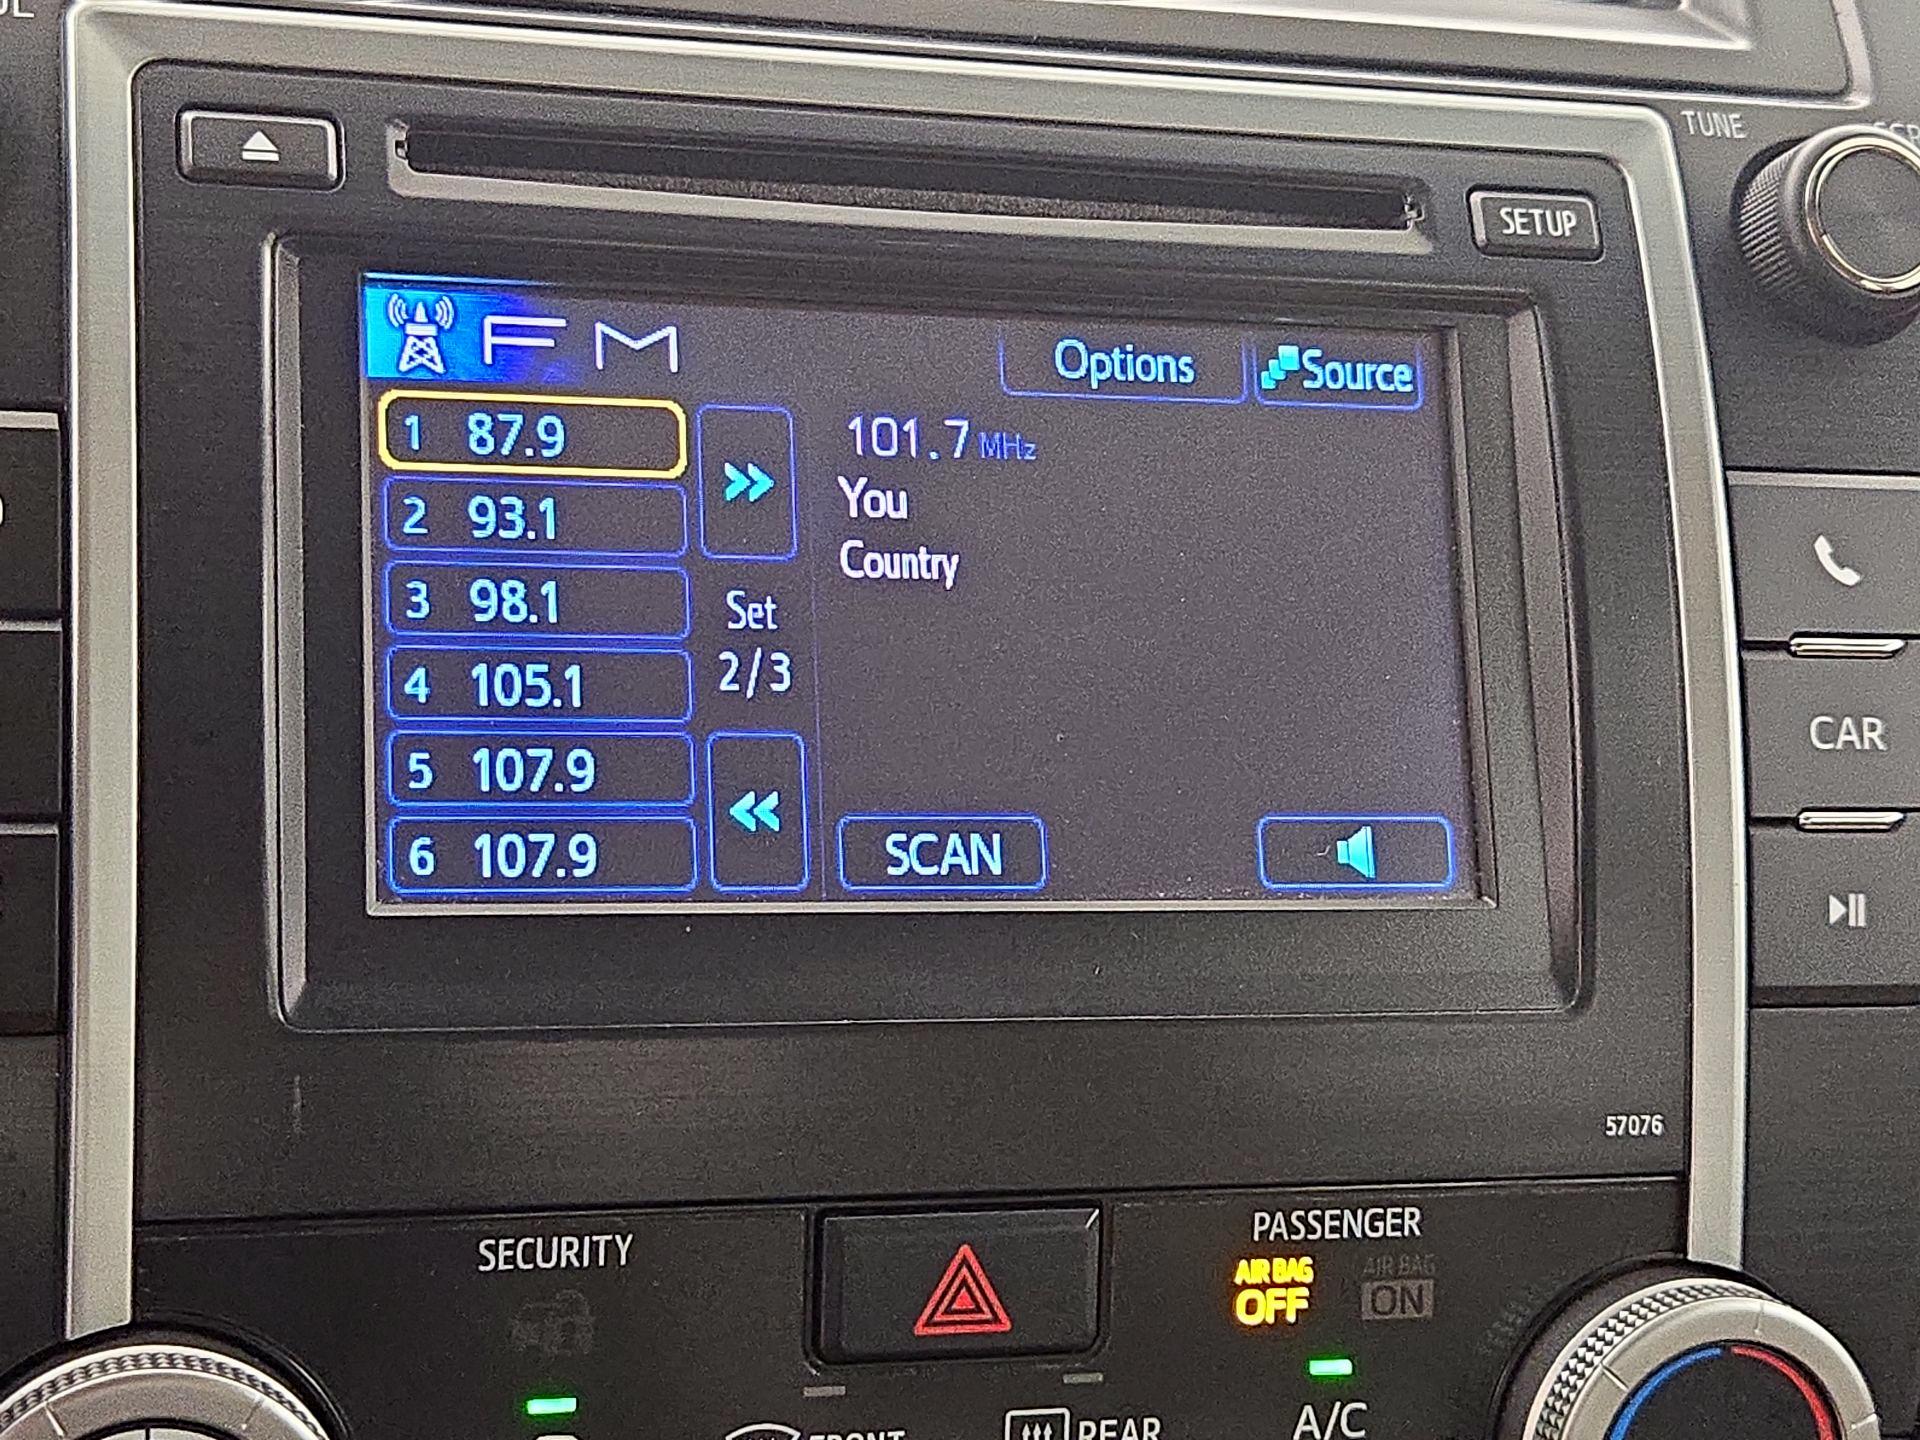 TUNE
SETUP
FM
Options
Source
1 87.9
2 93.1
3 98.1
4 105.1
5 107.9
6 107.9
Set
2/3
101.7 MHz
You
Country
SCAN
CAR
57076
SECURITY
PASSENGER
AIR BAG
OFF
AIR BAG
ON
FRONT
REAR
A/C